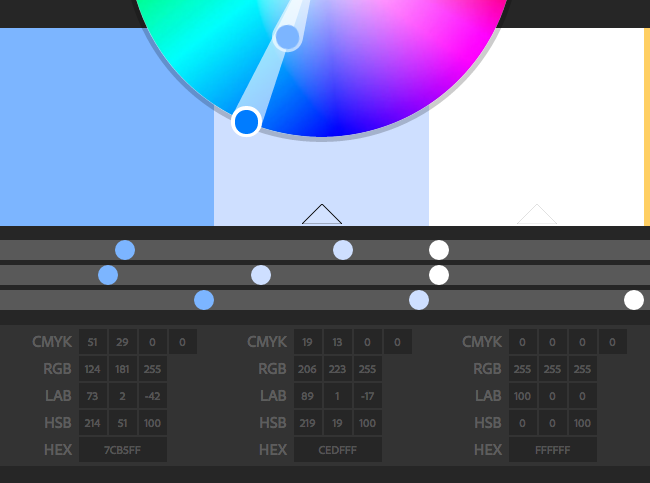 CMYK 51 29 0 0 CMYK 19 13 0 0 CMYK 0 0 0 0
RGB 124 181 255 RGB 206 223 255 RGB 255 255 255
LAB 73 2 -42 LAB 89 1 -17 LAB 100 0 0
HSB 214 51 100 HSB 219 19 100 HSB 0 0 100
HEX 7CB5FF HEX CEDFFF HEX FFFFFF